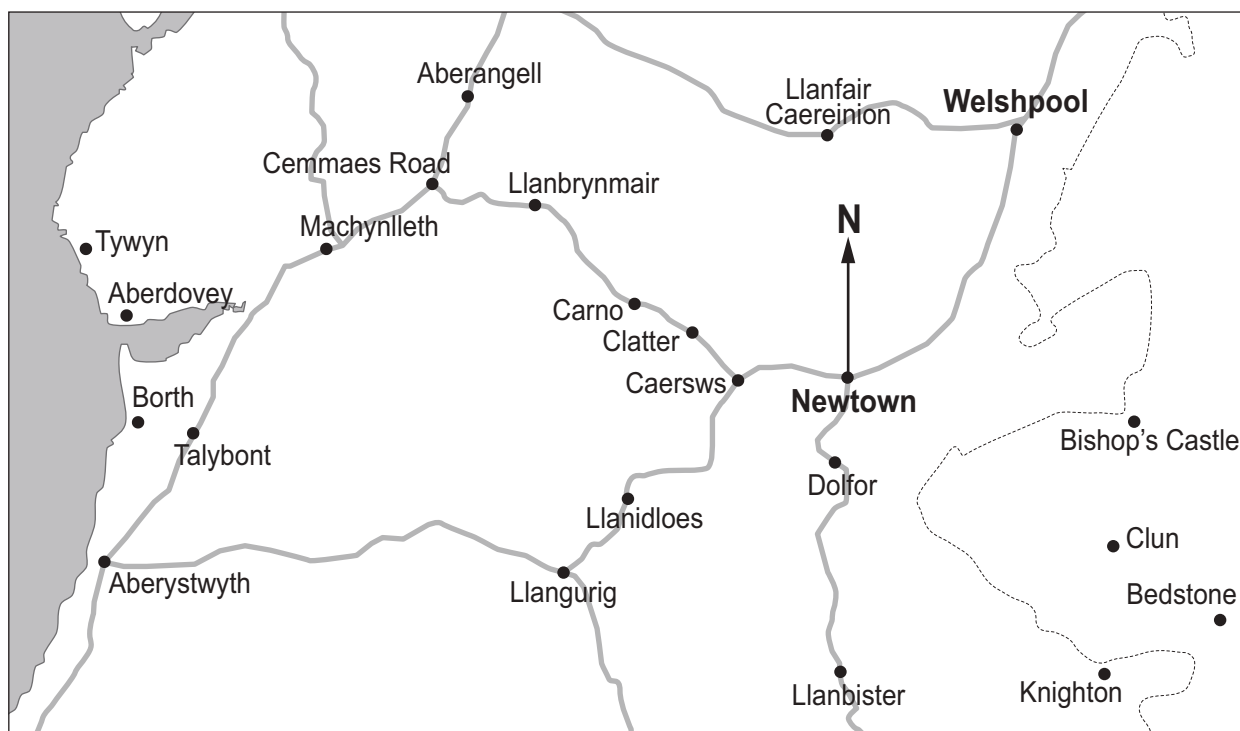 Aberangell
Llanfair
Caereinion
Welshpool
Cemmaes Road
Llanbrynmair
N
Machynlleth
Tywyn
Aberdovey
Carno
Clatter
Caersws
Newtown
Borth
Talybont
Bishop's Castle
Dolfor
Llanidloes
Clun
Aberystwyth
Llangurig
Bedstone
Llanbister
Knighton